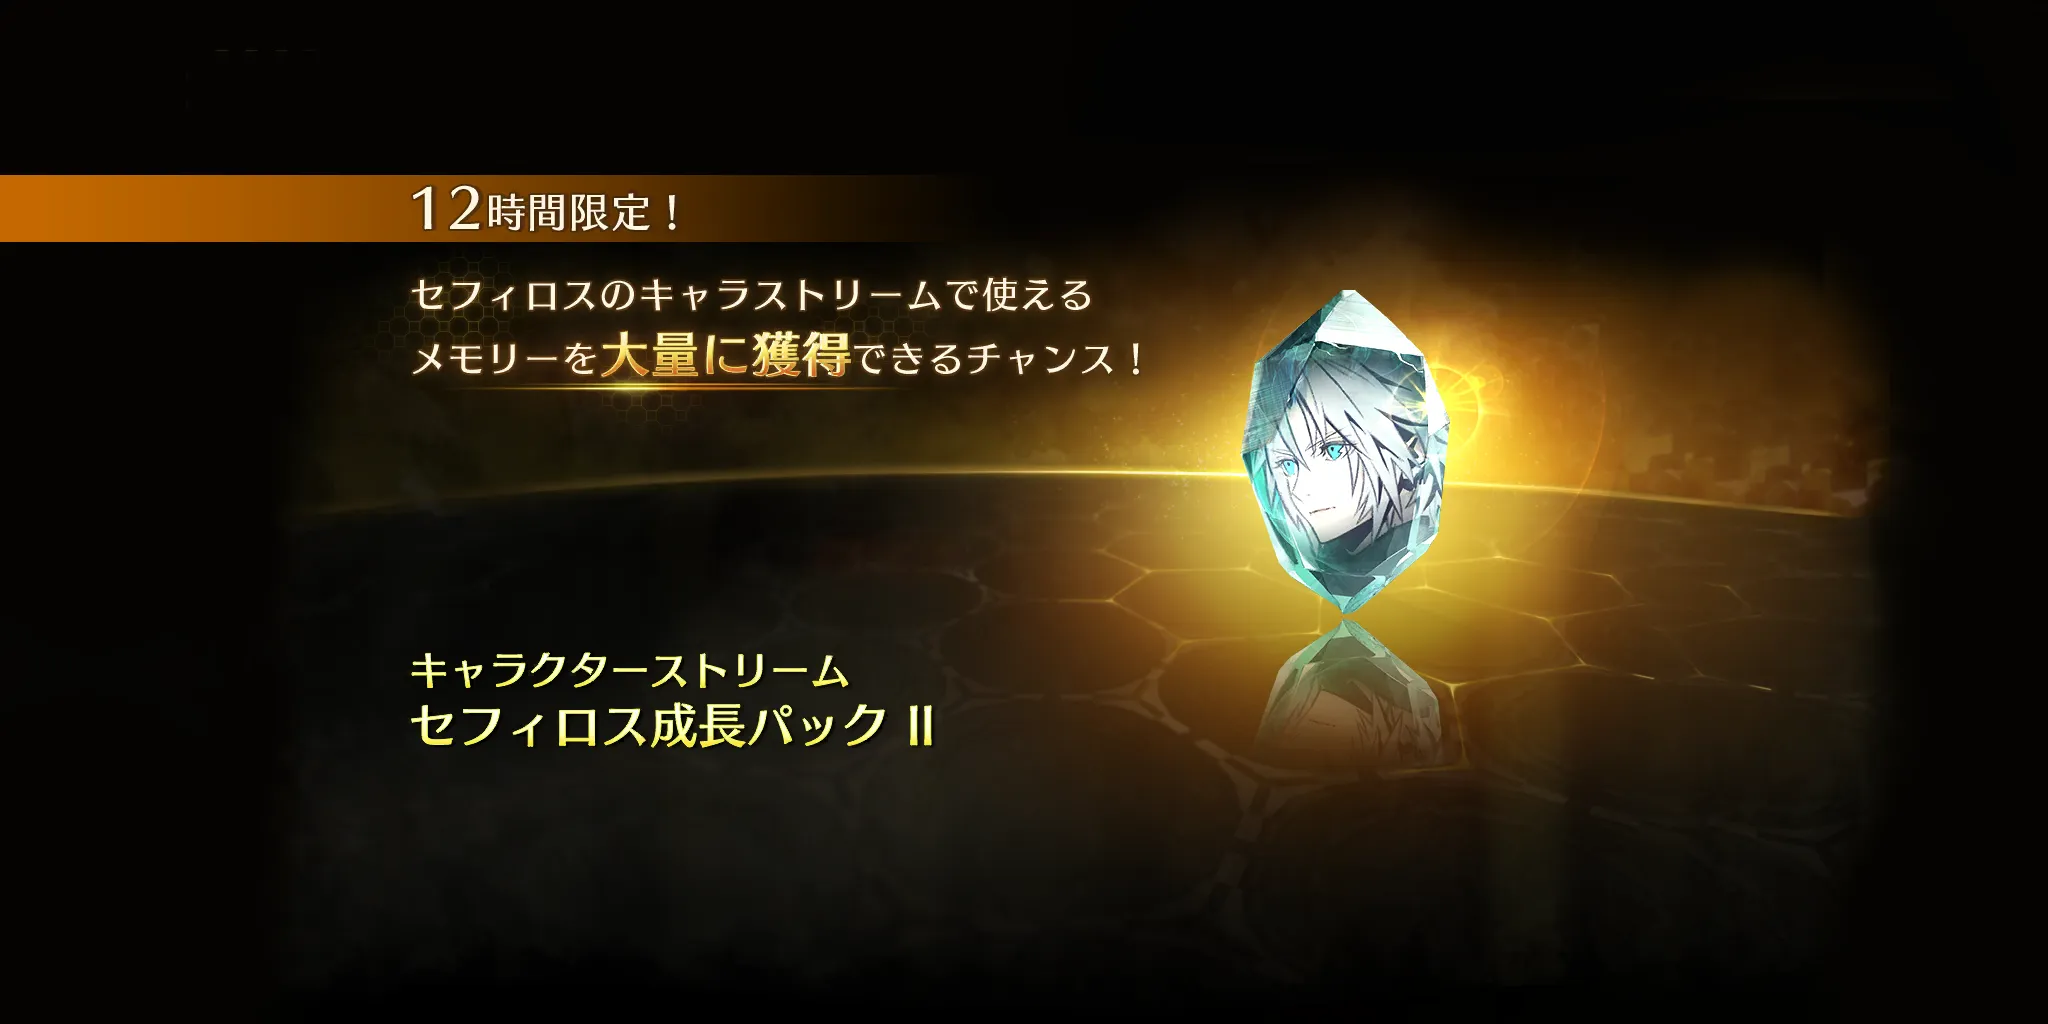 12時間限定！
セフィロスのキャラストリームで使える
メモリーを大量に獲得できるチャンス！
キャラクターストリーム
セフィロス成長パック Ⅱ